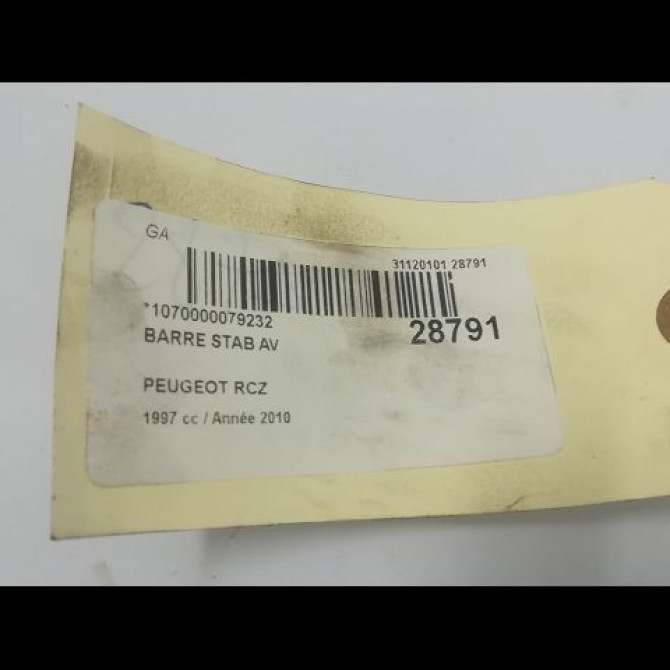 GA
31120101 28791
*1070000079232
28791
BARRE STAB AV
PEUGEOT RCZ
1997 cc / Année 2010